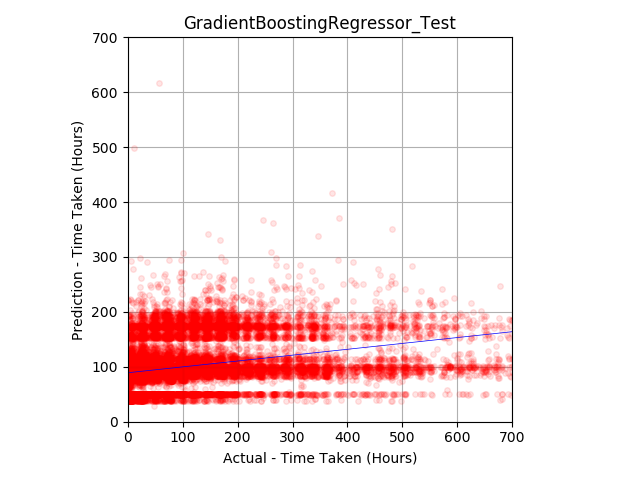 GradientBoostingRegressor_Test
700
600
500
400
300
200
100
0
Prediction - Time Taken (Hours)
0 100 200 300 400 500 600 700
Actual - Time Taken (Hours)